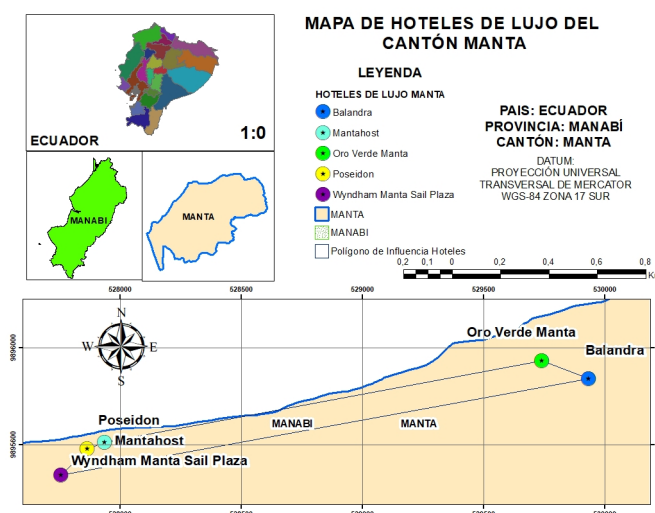 MAPA DE HOTELES DE LUJO DEL
CANTÓN MANTA
ECUADOR
1:0
MANABI
MANTA
LEYENDA
HOTELES DE LUJO MANTA
Balandra
Mantahost
Oro Verde Manta
Poseidon
Wyndham Manta Sail Plaza
MANTA
MANABI
Polígono de Influencia Hoteles
PAIS: ECUADOR
PROVINCIA: MANABÍ
CANTÓN: MANTA
DATUM:
PROYECCIÓN UNIVERSAL
TRANSVERSAL DE MERCATOR
WGS-84 ZONA 17 SUR
0,2 0,1 0 0,2 0,4 0,6 0,8
528000 528500 529000 529500 530000
N
W E
S
9896000
Oro Verde Manta
Balandra
Poseidon
MANABI MANTA
Mantahost
Wyndham Manta Sail Plaza